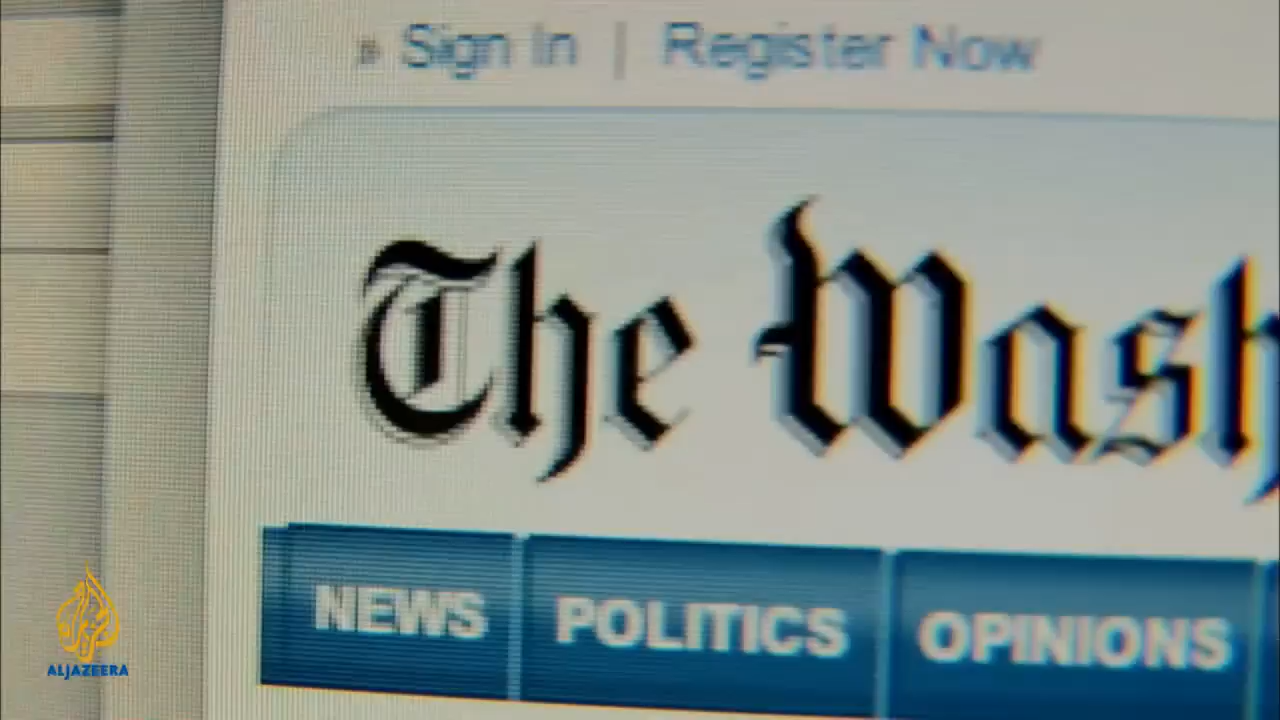 » Sign In | Register Now
The Wash
NEWS POLITICS OPINIONS
ALJAZEERA